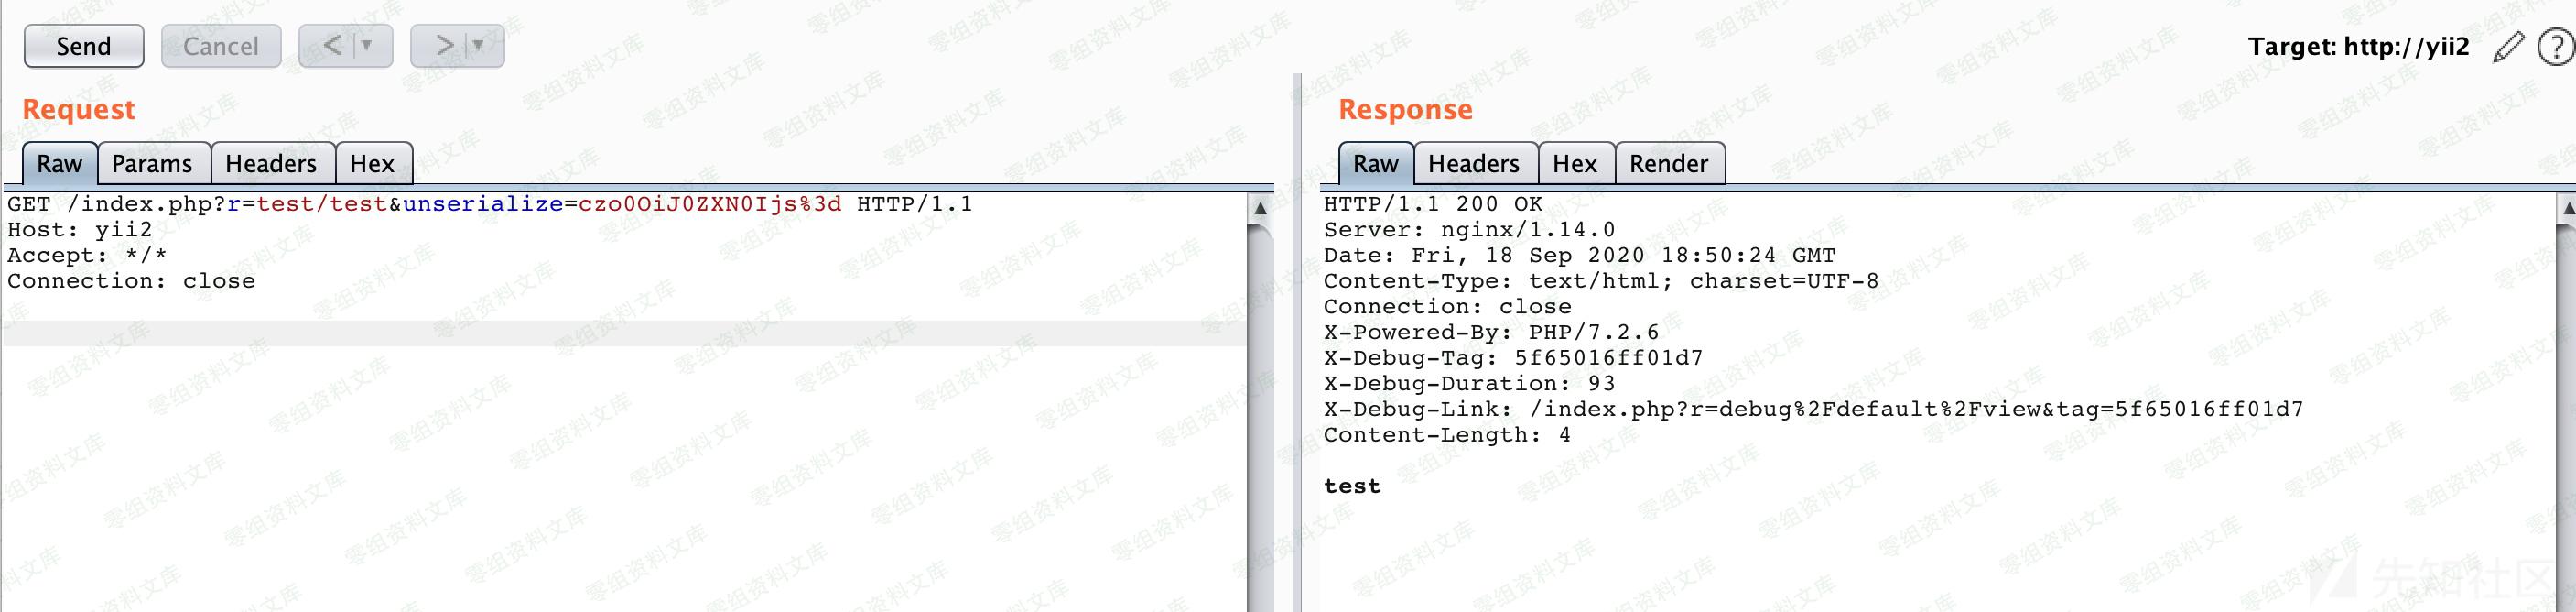 Send
Cancel
<
>
Target: http://yii2
?
Request
Raw
Params
Headers
Hex
GET /index.php?r=test/test&unserialize=czo0OiJ0ZXN0Ijs%3d HTTP/1.1
Host: yii2
Accept: */*
Connection: close
Response
Raw
Headers
Hex
Render
HTTP/1.1 200 OK
Server: nginx/1.14.0
Date: Fri, 18 Sep 2020 18:50:24 GMT
Content-Type: text/html; charset=UTF-8
Connection: close
X-Powered-By: PHP/7.2.6
X-Debug-Tag: 5f65016ff01d7
X-Debug-Duration: 93
X-Debug-Link: /index.php?r=debug%2Fdefault%2Fview&tag=5f65016ff01d7
Content-Length: 4
test
零组资料文库
先知社区